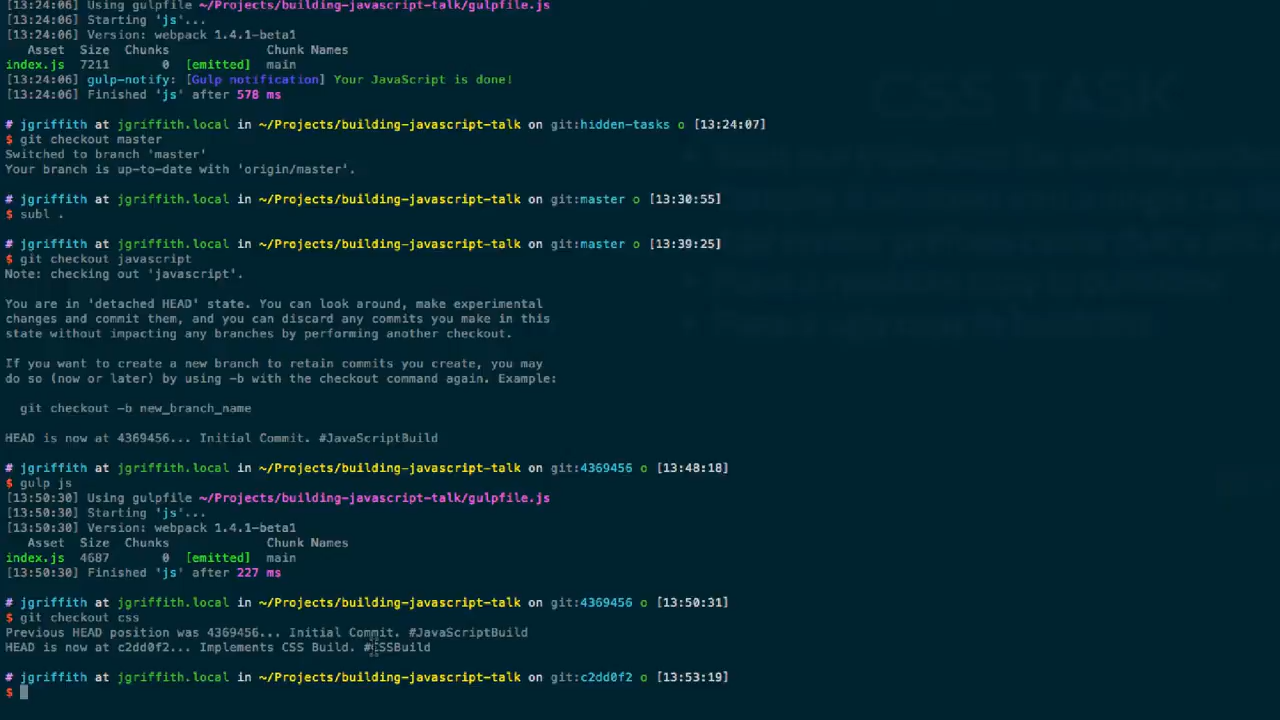 [13:24:06] Using gulpfile ~/Projects/building-javascript-talk/gulpfile.js
[13:24:06] Starting 'js'...
[13:24:06] Version: webpack 1.4.1-beta1
Asset Size Chunks Chunk Names
index.js 7211 0 [emitted] main
[13:24:06] gulp-notify: [Gulp notification] Your JavaScript is done!
[13:24:06] Finished 'js' after 578 ms
# jgriffith at jgriffith.local in ~/Projects/building-javascript-talk on git:hidden-tasks o [13:24:07]
$ git checkout master
Switched to branch 'master'
Your branch is up-to-date with 'origin/master'.
# jgriffith at jgriffith.local in ~/Projects/building-javascript-talk on git:master o [13:30:55]
$ subl .
# jgriffith at jgriffith.local in ~/Projects/building-javascript-talk on git:master o [13:39:25]
$ git checkout javascript
Note: checking out 'javascript'.
You are in 'detached HEAD' state. You can look around, make experimental
changes and commit them, and you can discard any commits you make in this
state without impacting any branches by performing another checkout.
If you want to create a new branch to retain commits you create, you may
do so (now or later) by using -b with the checkout command again. Example:
git checkout -b new_branch_name
HEAD is now at 4369456... Initial Commit. #JavaScriptBuild
# jgriffith at jgriffith.local in ~/Projects/building-javascript-talk on git:4369456 o [13:48:18]
$ gulp js
[13:50:30] Using gulpfile ~/Projects/building-javascript-talk/gulpfile.js
[13:50:30] Starting 'js'...
[13:50:30] Version: webpack 1.4.1-beta1
Asset Size Chunks Chunk Names
index.js 4687 0 [emitted] main
[13:50:30] Finished 'js' after 227 ms
# jgriffith at jgriffith.local in ~/Projects/building-javascript-talk on git:4369456 o [13:50:31]
$ git checkout css
Previous HEAD position was 4369456... Initial Commit. #JavaScriptBuild
HEAD is now at c2dd0f2... Implements CSS Build. #CSSBuild
# jgriffith at jgriffith.local in ~/Projects/building-javascript-talk on git:c2dd0f2 o [13:53:19]
$
CSS TASK